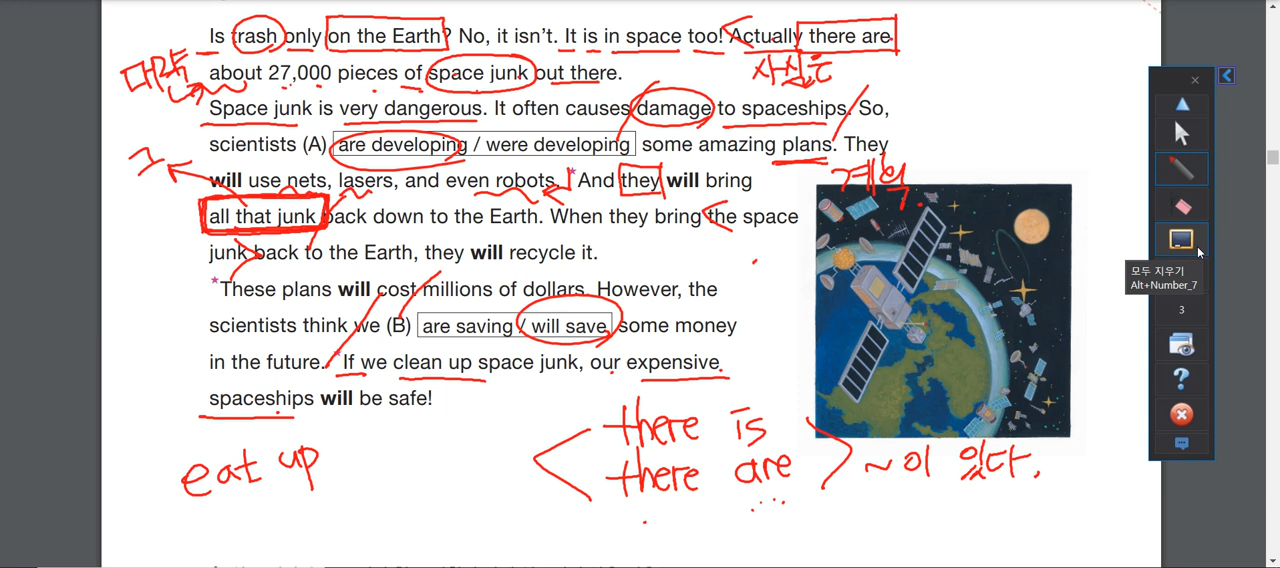 Is trash only on the Earth? No, it isn't. It is in space too! Actually there are
사실은
대략
about 27,000 pieces of space junk out there.
Space junk is very dangerous. It often causes damage to spaceships. So,
scientists (A) are developing / were developing some amazing plans. They
계획
will use nets, lasers, and even robots. *And they will bring
그
all that junk back down to the Earth. When they bring the space
junk back to the Earth, they will recycle it.
*These plans will cost millions of dollars. However, the
scientists think we (B) are saving / will save some money
in the future. *If we clean up space junk, our expensive
spaceships will be safe!
eat up
there is
there are ~이 있다.
모두 지우기
Alt+Number_7
3